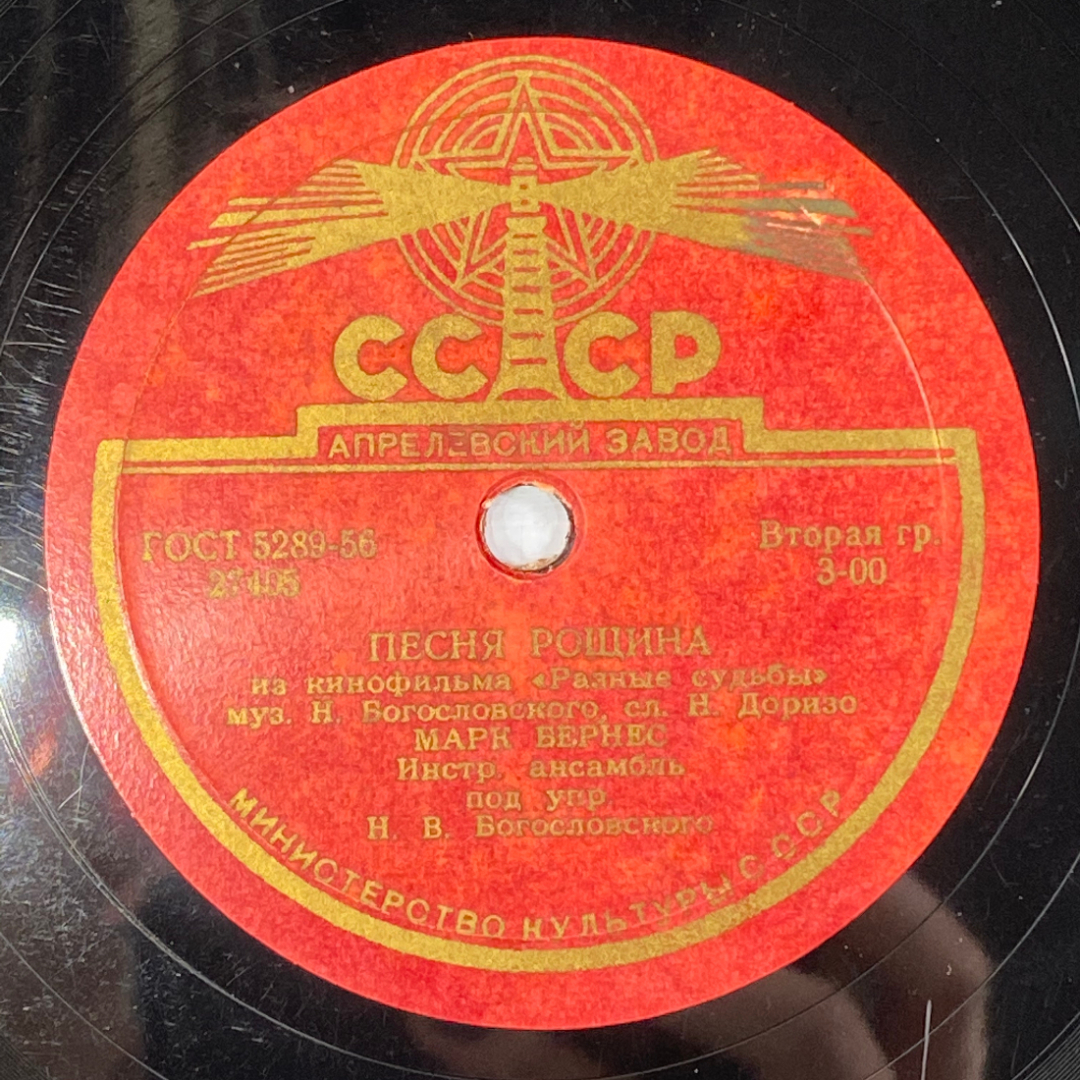 СССР
АПРЕЛЕВСКИЙ ЗАВОД
ГОСТ 5289-56
27405
Вторая гр.
3-00
ПЕСНЯ РОЩИНА
из кинофильма «Разные судьбы»
муз. Н. Богословского, сл. Н. Доризо
МАРК БЕРНЕС
Инстр. ансамбль
под упр.
Н. В. Богословского
МИНИСТЕРСТВО КУЛЬТУРЫ СССР